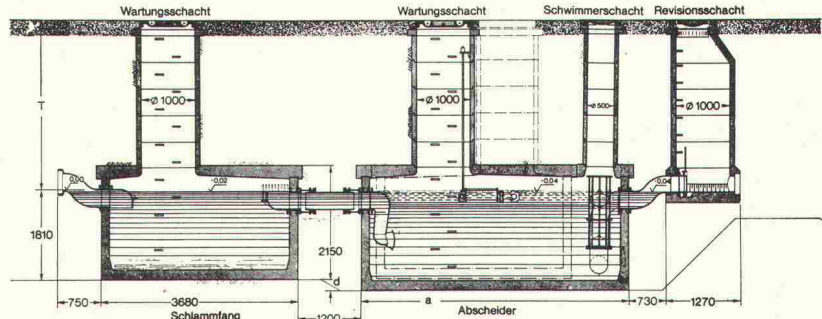 Wartungsschacht Wartungsschacht Schwimmerschacht Revisionsschacht
T Ø 1000 Ø 1000 Ø 500 Ø 1000
0,00 -0,02 -0,04 -0,04
1810 2150
d
750 3680 a 730 1270
Schlammfang 1200 Abscheider